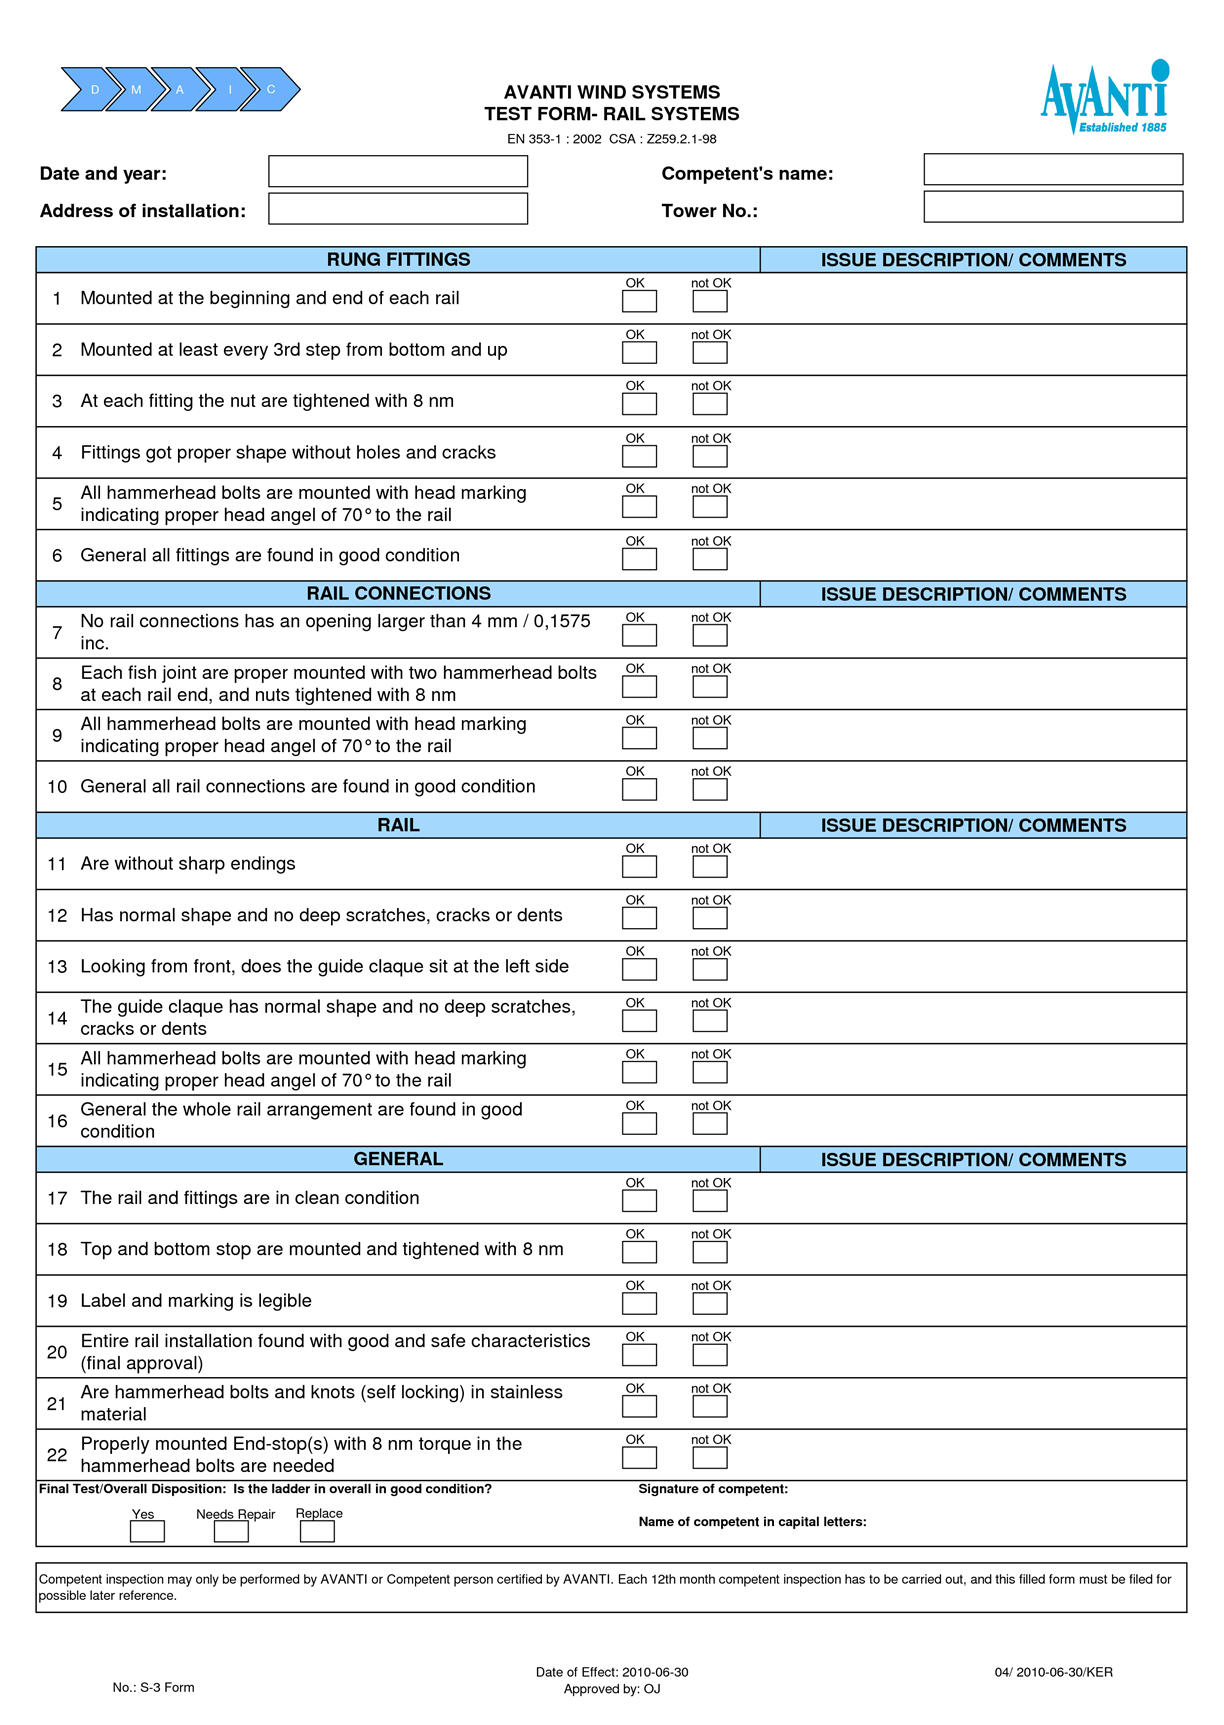 D M A I C
AVANTI WIND SYSTEMS
TEST FORM- RAIL SYSTEMS
EN 353-1 : 2002 CSA : Z259.2.1-98
AVANTI
Established 1885
Date and year:
Competent's name:
Address of installation:
Tower No.:
RUNG FITTINGS ISSUE DESCRIPTION/ COMMENTS
OK not OK
1 Mounted at the beginning and end of each rail
OK not OK
2 Mounted at least every 3rd step from bottom and up
OK not OK
3 At each fitting the nut are tightened with 8 nm
OK not OK
4 Fittings got proper shape without holes and cracks
OK not OK
5 All hammerhead bolts are mounted with head marking
indicating proper head angel of 70° to the rail
OK not OK
6 General all fittings are found in good condition
RAIL CONNECTIONS ISSUE DESCRIPTION/ COMMENTS
OK not OK
7 No rail connections has an opening larger than 4 mm / 0,1575
inc.
OK not OK
8 Each fish joint are proper mounted with two hammerhead bolts
at each rail end, and nuts tightened with 8 nm
OK not OK
9 All hammerhead bolts are mounted with head marking
indicating proper head angel of 70° to the rail
OK not OK
10 General all rail connections are found in good condition
RAIL ISSUE DESCRIPTION/ COMMENTS
OK not OK
11 Are without sharp endings
OK not OK
12 Has normal shape and no deep scratches, cracks or dents
OK not OK
13 Looking from front, does the guide claque sit at the left side
OK not OK
14 The guide claque has normal shape and no deep scratches,
cracks or dents
OK not OK
15 All hammerhead bolts are mounted with head marking
indicating proper head angel of 70° to the rail
OK not OK
16 General the whole rail arrangement are found in good
condition
GENERAL ISSUE DESCRIPTION/ COMMENTS
OK not OK
17 The rail and fittings are in clean condition
OK not OK
18 Top and bottom stop are mounted and tightened with 8 nm
OK not OK
19 Label and marking is legible
OK not OK
20 Entire rail installation found with good and safe characteristics
(final approval)
OK not OK
21 Are hammerhead bolts and knots (self locking) in stainless
material
OK not OK
22 Properly mounted End-stop(s) with 8 nm torque in the
hammerhead bolts are needed
Final Test/Overall Disposition: Is the ladder in overall in good condition?
Signature of competent:
Yes Needs Repair Replace
Name of competent in capital letters:
Competent inspection may only be performed by AVANTI or Competent person certified by AVANTI. Each 12th month competent inspection has to be carried out, and this filled form must be filed for
possible later reference.
Date of Effect: 2010-06-30
04/ 2010-06-30/KER
No.: S-3 Form
Approved by: OJ